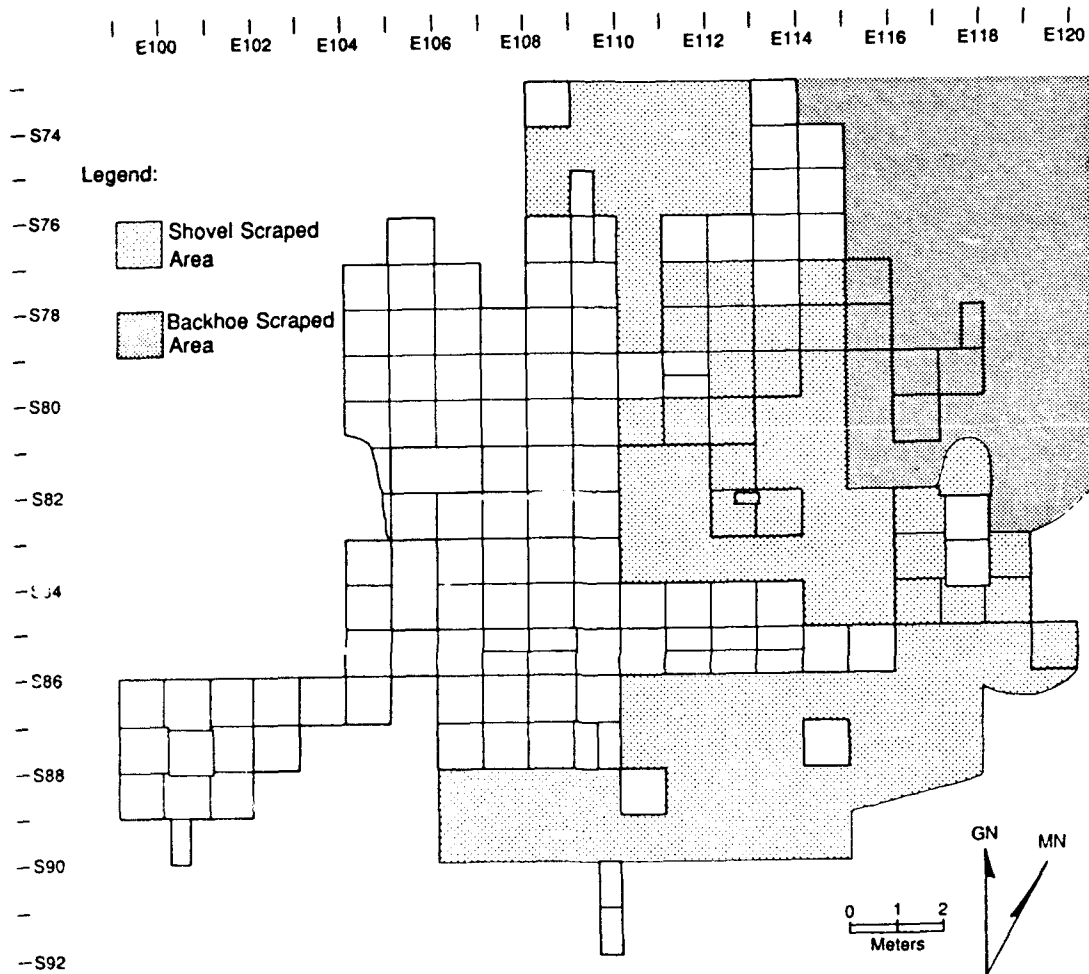 E100 E102 E104 E106 E108 E110 E112 E114 E116 E118 E120
S74
Legend:
Shovel Scraped
Area
S76
Backhoe Scraped
Area
S78
S80
S82
S86
S88
GN MN
S90
0 1 2
Meters
S92